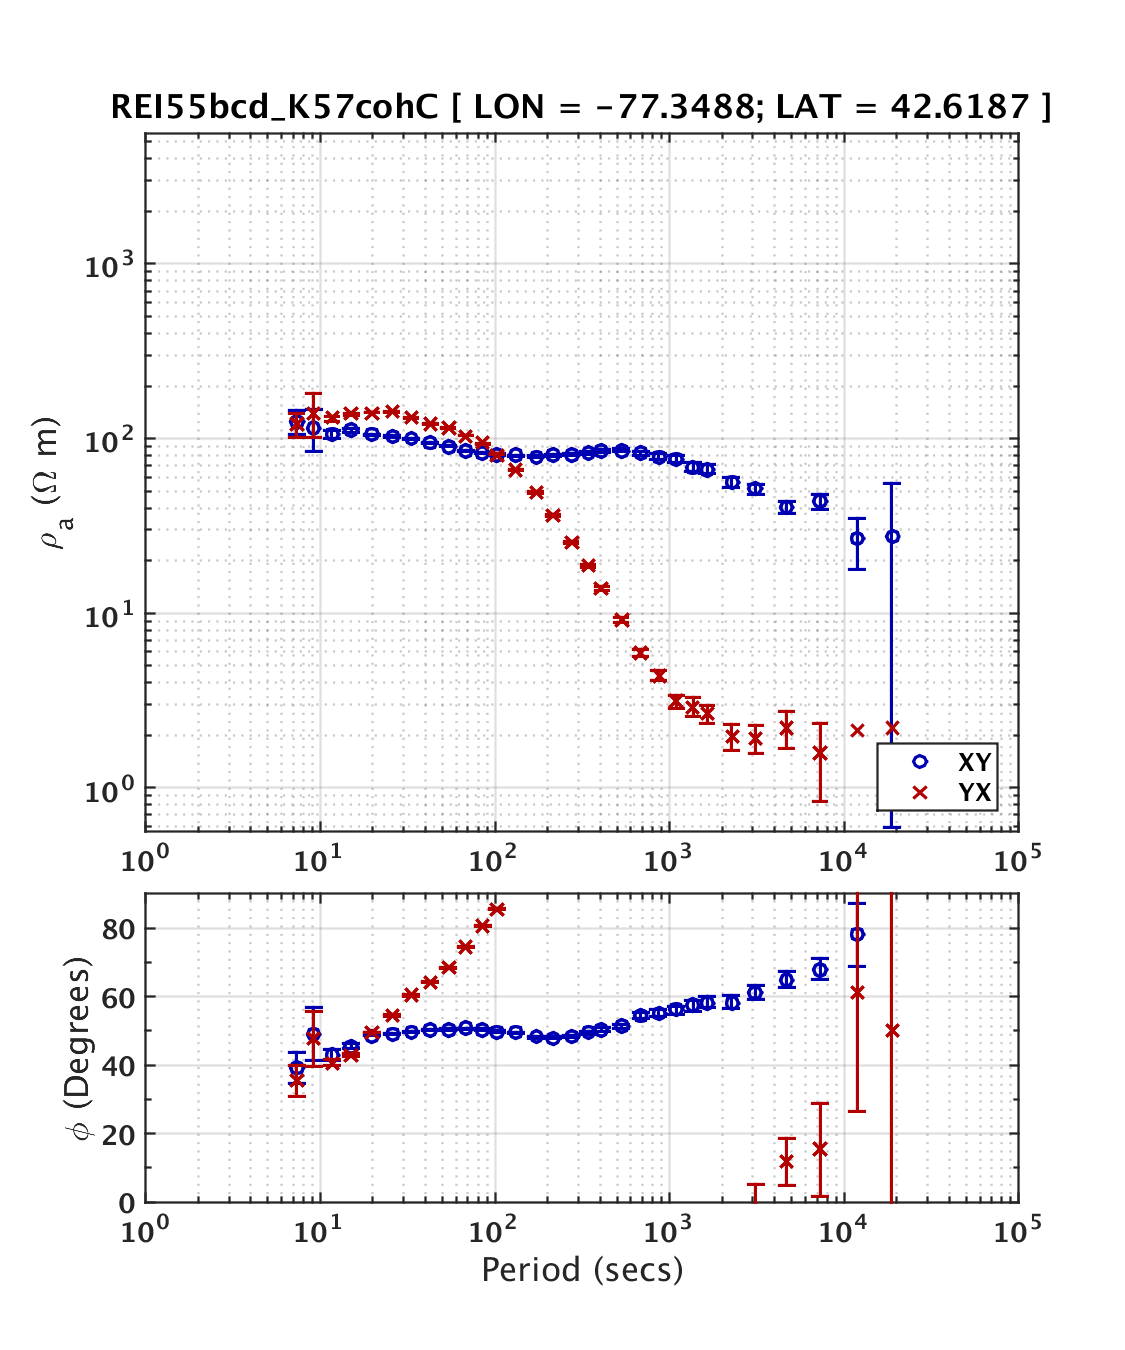 REI55bcd_K57cohC [ LON = -77.3488; LAT = 42.6187 ]
ρa (Ω m)
10^3
10^2
10^1
10^0
XY
YX
10^0 10^1 10^2 10^3 10^4 10^5
ϕ (Degrees)
80
60
40
20
0
10^0 10^1 10^2 10^3 10^4 10^5
Period (secs)